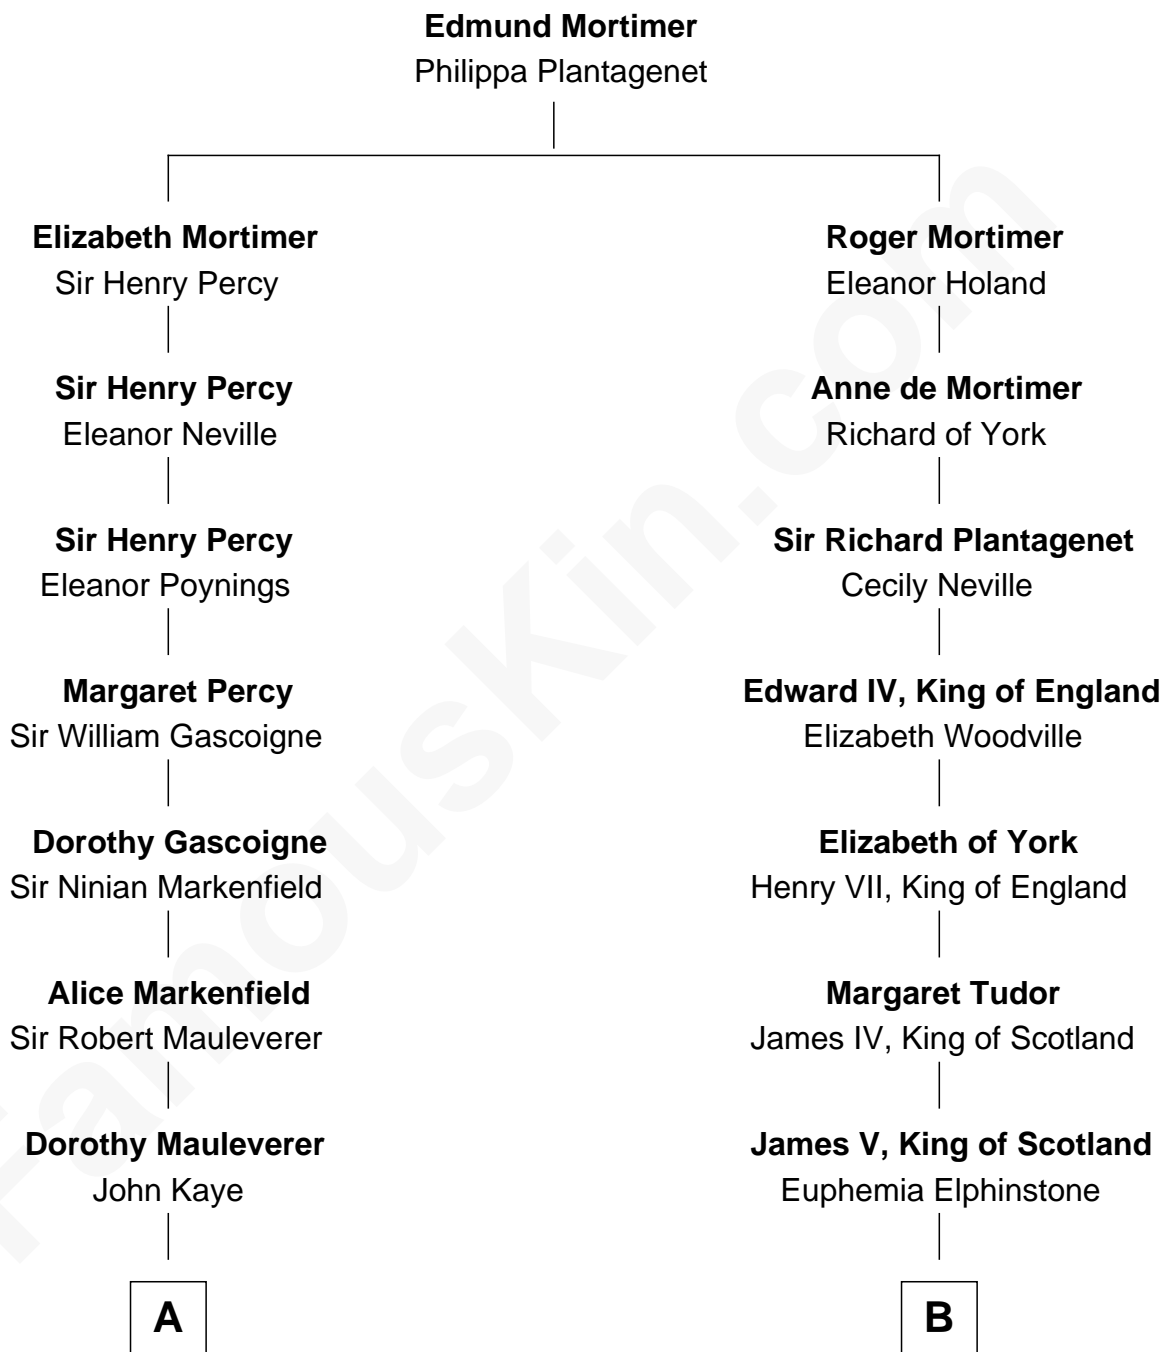 Edmund Mortimer
Philippa Plantagenet
Elizabeth Mortimer
Sir Henry Percy
Sir Henry Percy
Eleanor Neville
Sir Henry Percy
Eleanor Poynings
Margaret Percy
Sir William Gascoigne
Dorothy Gascoigne
Sir Ninian Markenfield
Alice Markenfield
Sir Robert Mauleverer
Dorothy Mauleverer
John Kaye
A
Roger Mortimer
Eleanor Holand
Anne de Mortimer
Richard of York
Sir Richard Plantagenet
Cecily Neville
Edward IV, King of England
Elizabeth Woodville
Elizabeth of York
Henry VII, King of England
Margaret Tudor
James IV, King of Scotland
James V, King of Scotland
Euphemia Elphinstone
B
FamousKin.com